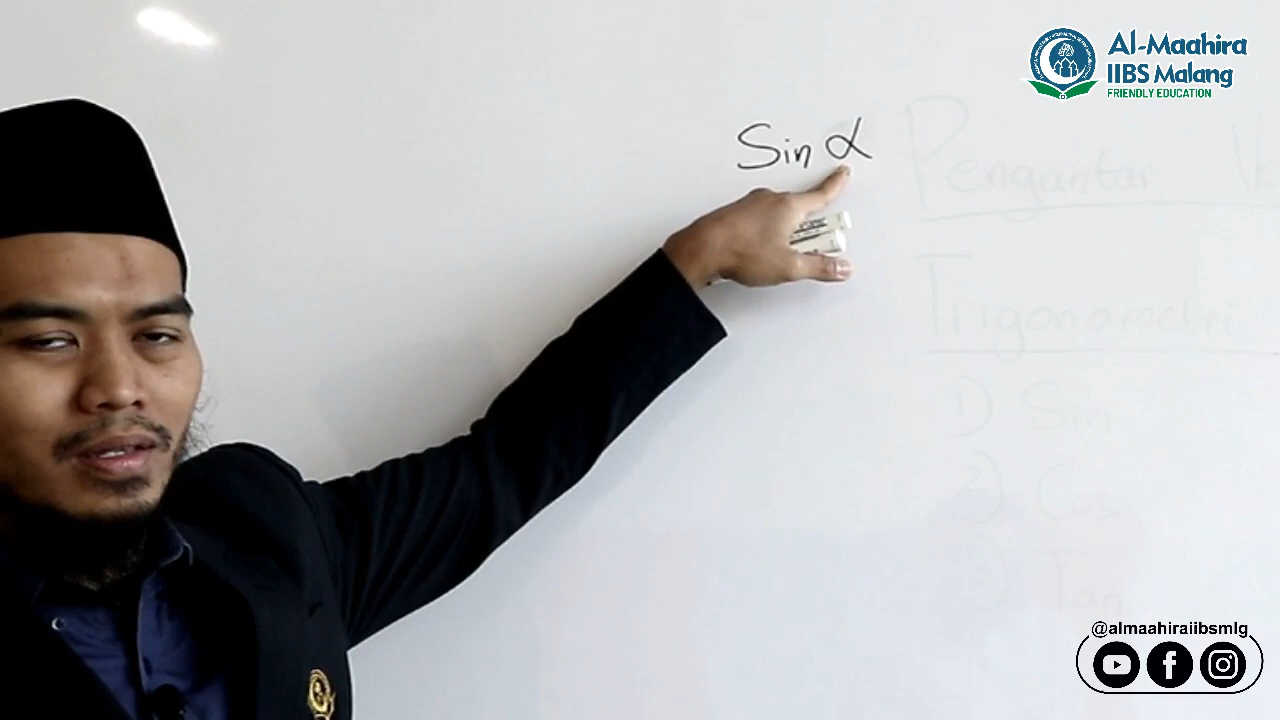 Al-Maahira
IIBS Malang
FRIENDLY EDUCATION
Sin α
Pengantar
Trigonometri
1) Sin
2) Cos
3) Tan
@almaahiraiibsmlg